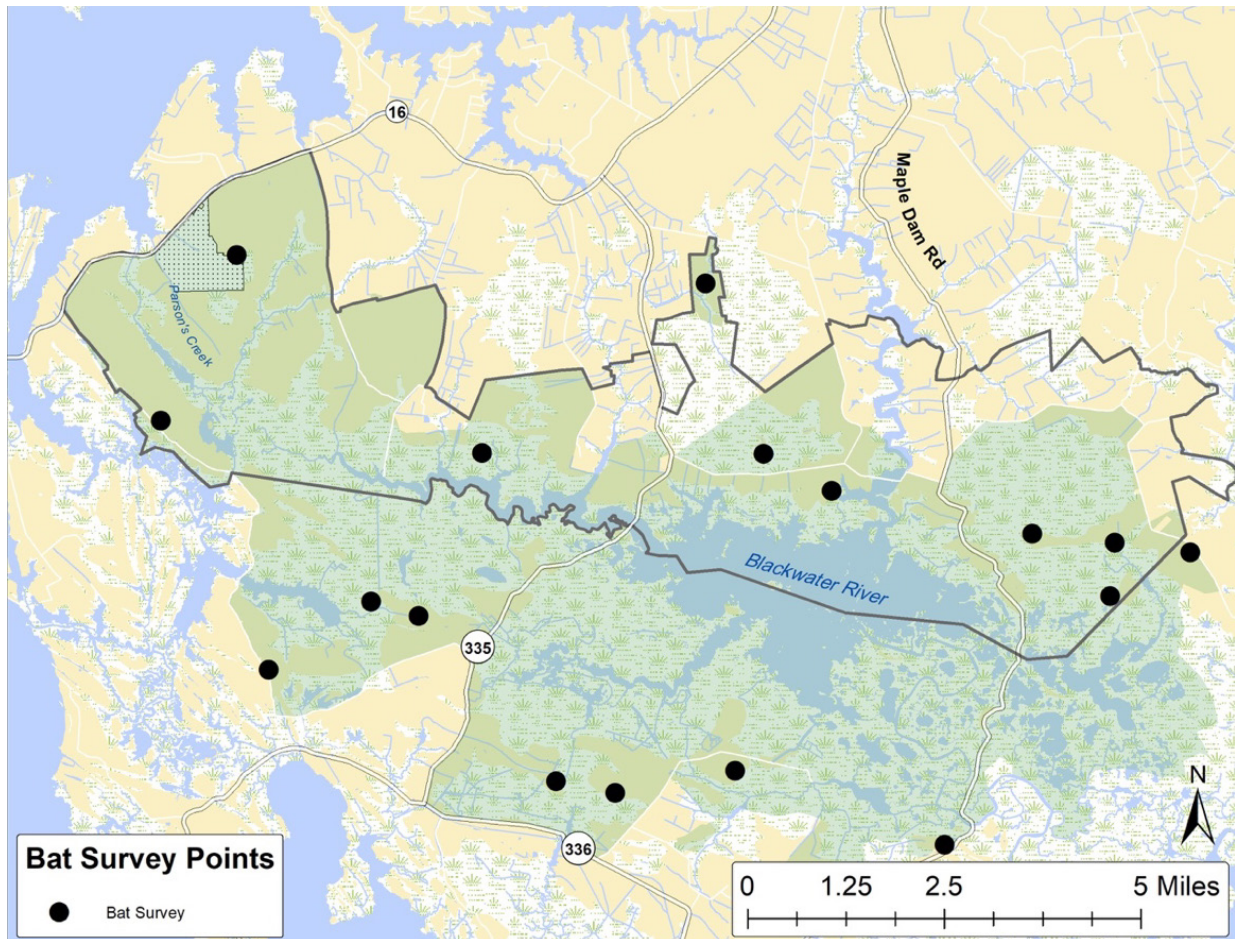 16
Maple Dam Rd
Parson's Creek
Blackwater River
335
336
N
Bat Survey Points
Bat Survey
0 1.25 2.5 5 Miles